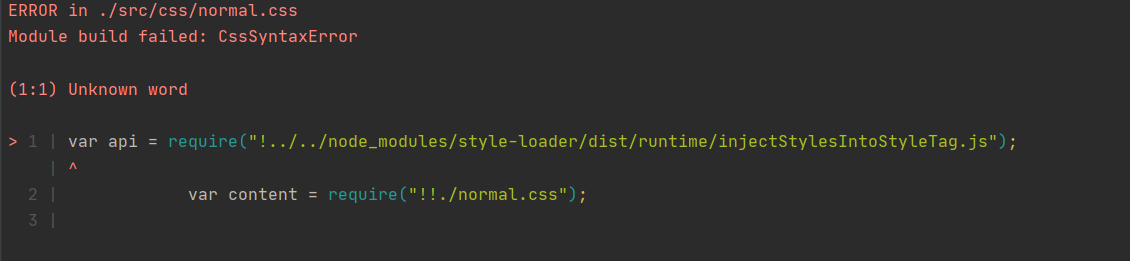 ERROR in ./src/css/normal.css
Module build failed: CssSyntaxError
(1:1) Unknown word
> 1 | var api = require("!../../node_modules/style-loader/dist/runtime/injectStylesIntoStyleTag.js");
    | ^
  2 |             var content = require("!!./normal.css");
  3 |